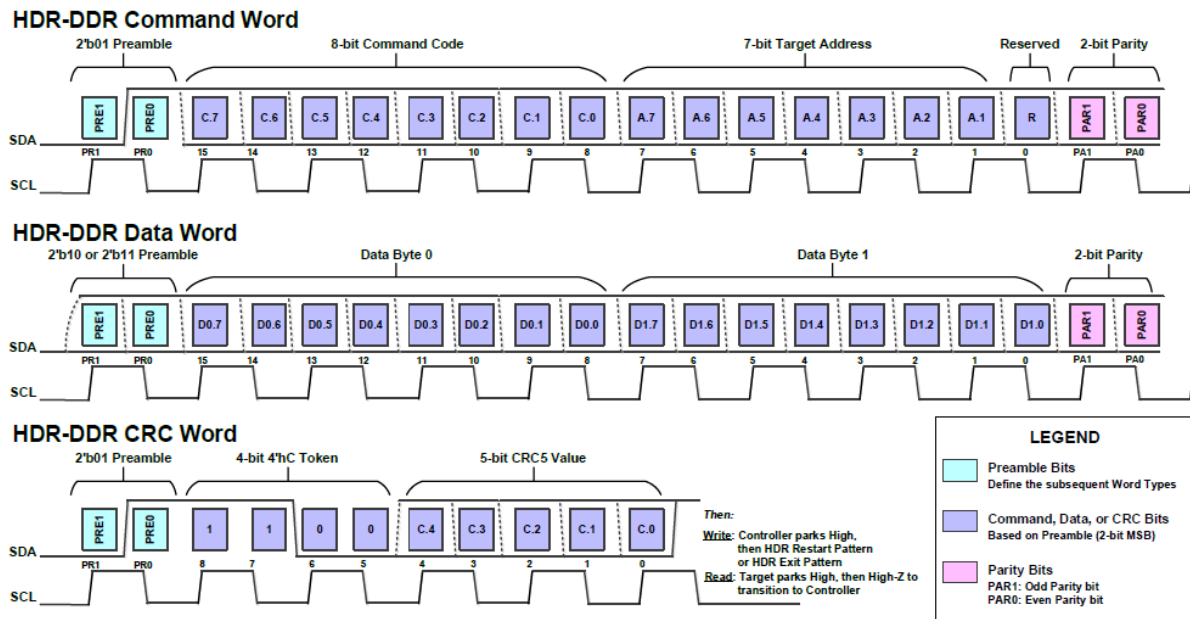 HDR-DDR Command Word
2'b01 Preamble 8-bit Command Code 7-bit Target Address Reserved 2-bit Parity
PRE1 PRE0 C.7 C.6 C.5 C.4 C.3 C.2 C.1 C.0 A.7 A.6 A.5 A.4 A.3 A.2 A.1 R PAR1 PAR0
SDA
PR1 PR0 15 14 13 12 11 10 9 8 7 6 5 4 3 2 1 0 PA1 PA0
SCL
HDR-DDR Data Word
2'b10 or 2'b11 Preamble Data Byte 0 Data Byte 1 2-bit Parity
PRE1 PRE0 D0.7 D0.6 D0.5 D0.4 D0.3 D0.2 D0.1 D0.0 D1.7 D1.6 D1.5 D1.4 D1.3 D1.2 D1.1 D1.0 PAR1 PAR0
SDA
PR1 PR0 15 14 13 12 11 10 9 8 7 6 5 4 3 2 1 0 PA1 PA0
SCL
HDR-DDR CRC Word
2'b01 Preamble 4-bit 4'hC Token 5-bit CRC5 Value
PRE1 PRE0 1 1 0 0 C.4 C.3 C.2 C.1 C.0
SDA
PR1 PR0 8 7 6 5 4 3 2 1 0
SCL
Then:
Write: Controller parks High,
then HDR Restart Pattern
or HDR Exit Pattern
Read: Target parks High, then High-Z to
transition to Controller
LEGEND
Preamble Bits
Define the subsequent Word Types
Command, Data, or CRC Bits
Based on Preamble (2-bit MSB)
Parity Bits
PAR1: Odd Parity bit
PAR0: Even Parity bit